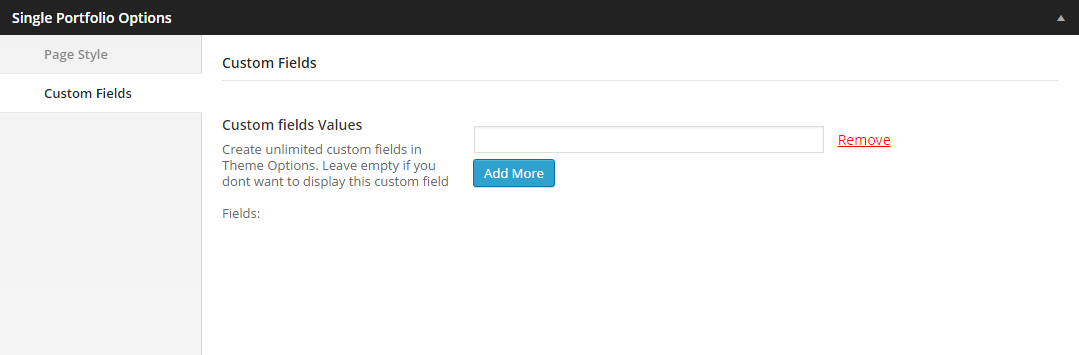 Single Portfolio Options
Page Style
Custom Fields
Custom Fields
Custom fields Values
Create unlimited custom fields in
Theme Options. Leave empty if you
dont want to display this custom field
Fields:
Remove
Add More